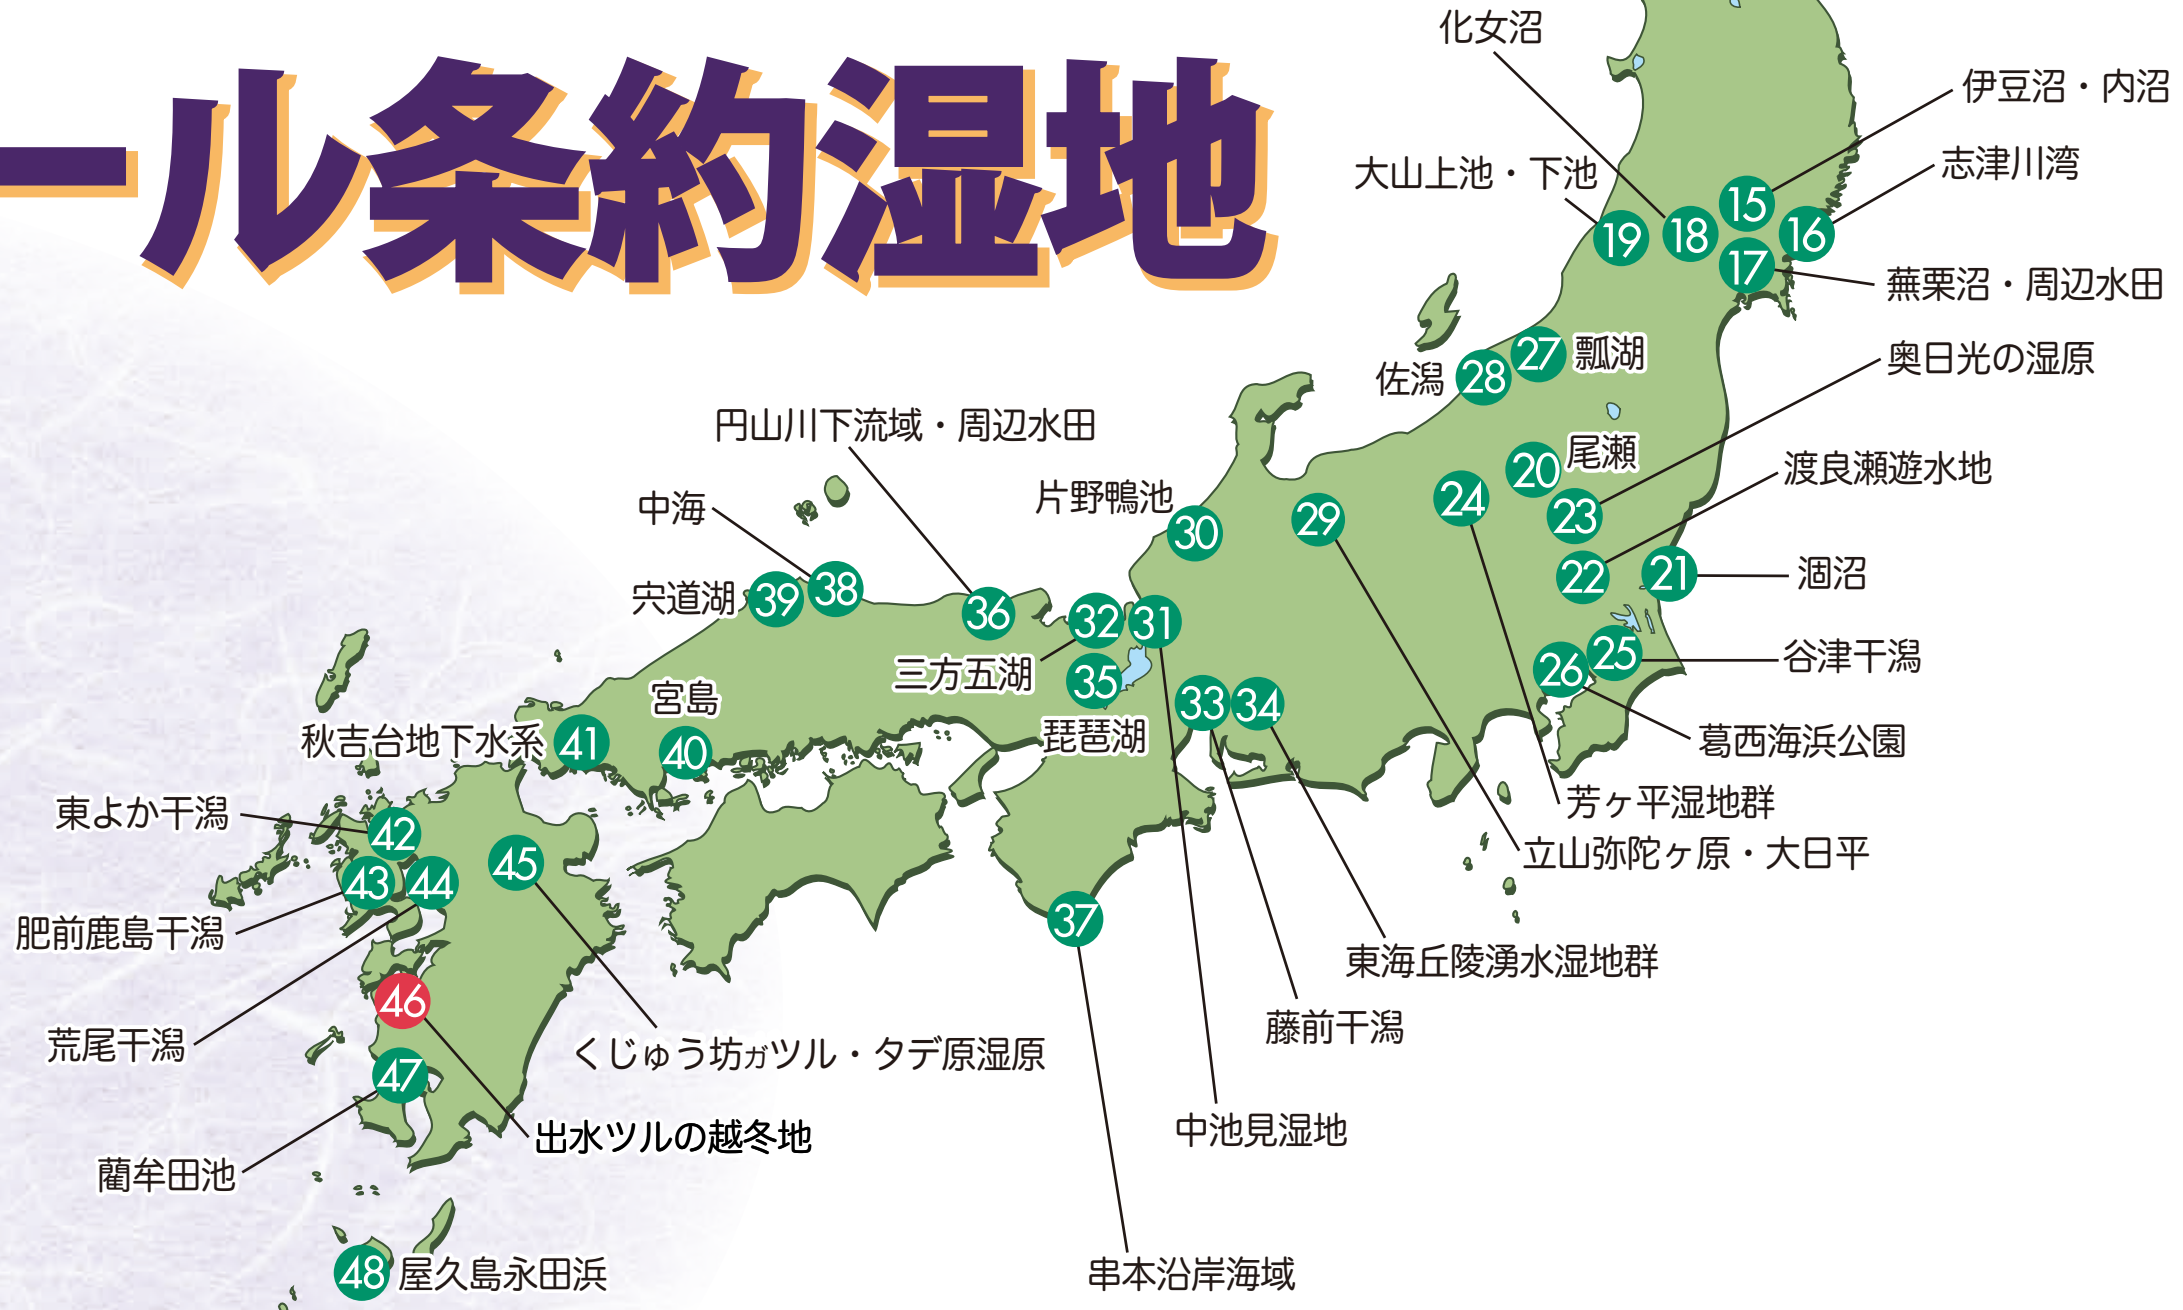 ール条約湿地
化女沼
伊豆沼・内沼
志津川湾
大山上池・下池
15
16
18
19
17
蕪栗沼・周辺水田
27
瓢湖
佐潟
28
奥日光の湿原
円山川下流域・周辺水田
尾瀬
20
渡良瀬遊水地
片野鴨池
24
中海
23
29
30
涸沼
21
22
宍道湖
39
38
36
32
31
谷津干潟
25
26
三方五湖
35
宮島
33
34
琵琶湖
秋吉台地下水系
41
40
葛西海浜公園
芳ヶ平湿地群
東よか干潟
42
立山弥陀ヶ原・大日平
45
43
44
肥前鹿島干潟
37
東海丘陵湧水湿地群
46
藤前干潟
荒尾干潟
くじゅう坊ガツル・タデ原湿原
47
中池見湿地
出水ツルの越冬地
藺牟田池
48
屋久島永田浜
串本沿岸海域